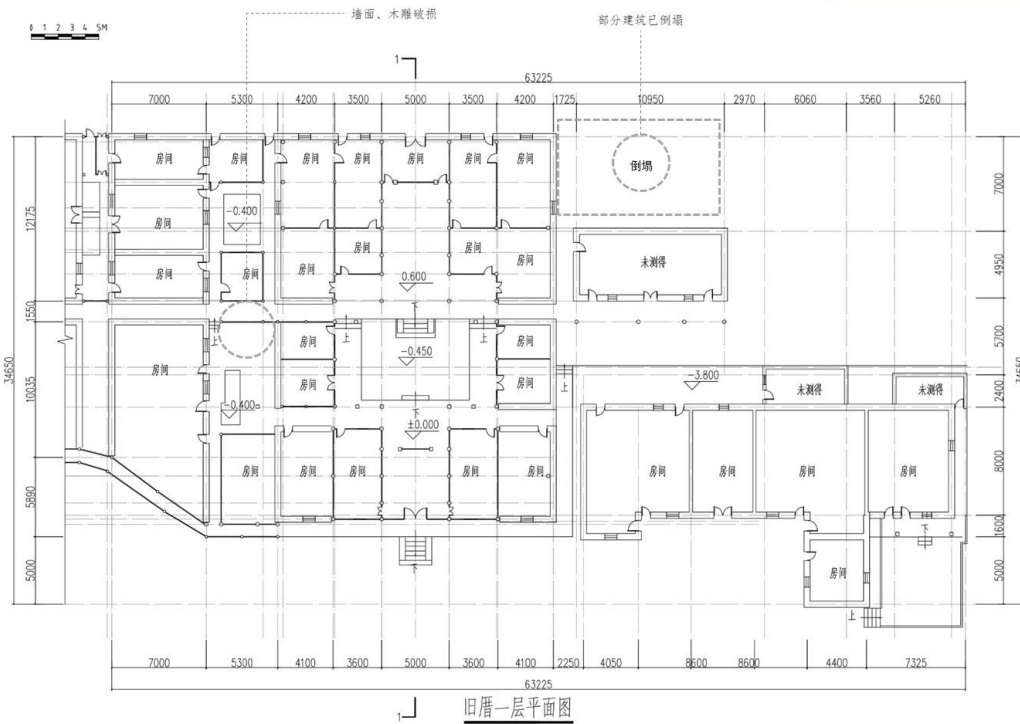 墙面、木雕破损
部分建筑已倒塌
0 1 2 3 4 5M
1
63225
7000 5300 4200 3500 5000 3500 4200 1725 10950 2970 6060 3560 5260
房间 房间 房间 房间 房间 房间 房间
倒塌
7000
12175
-0.400
房间 房间 房间 房间 房间
未测得
4950
房间 房间
0.600
下
1550
上 上 上
房间 房间
5700
34650
房间
-0.450
-3.800
34650
10035
房间 房间
上
未测得 未测得
2400
-0.400
下
±0.000
房间 房间 房间 房间 房间
房间 房间 房间 房间
8000
5890
下
1600
下
5000
房间
5000
上
7000 5300 4100 3600 5000 3600 4100 2250 4050 8600 8600 4400 7325
63225
1
旧厝一层平面图